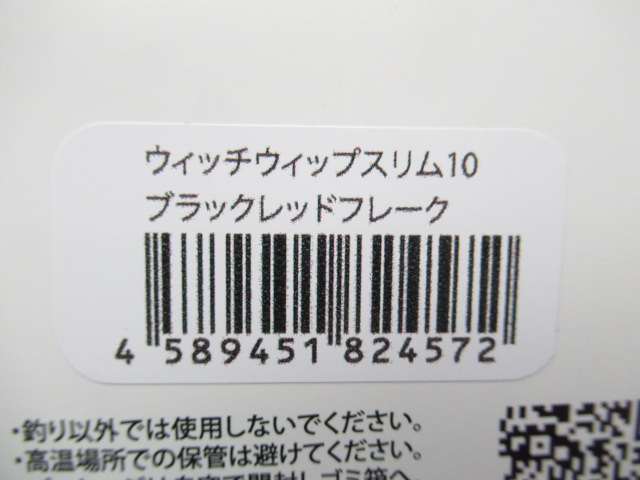 ウィッチウィップスリム10
ブラックレッドフレーク
4 589451 824572
・釣り以外では使用しないでください。
・高温場所での保管は避けてください。